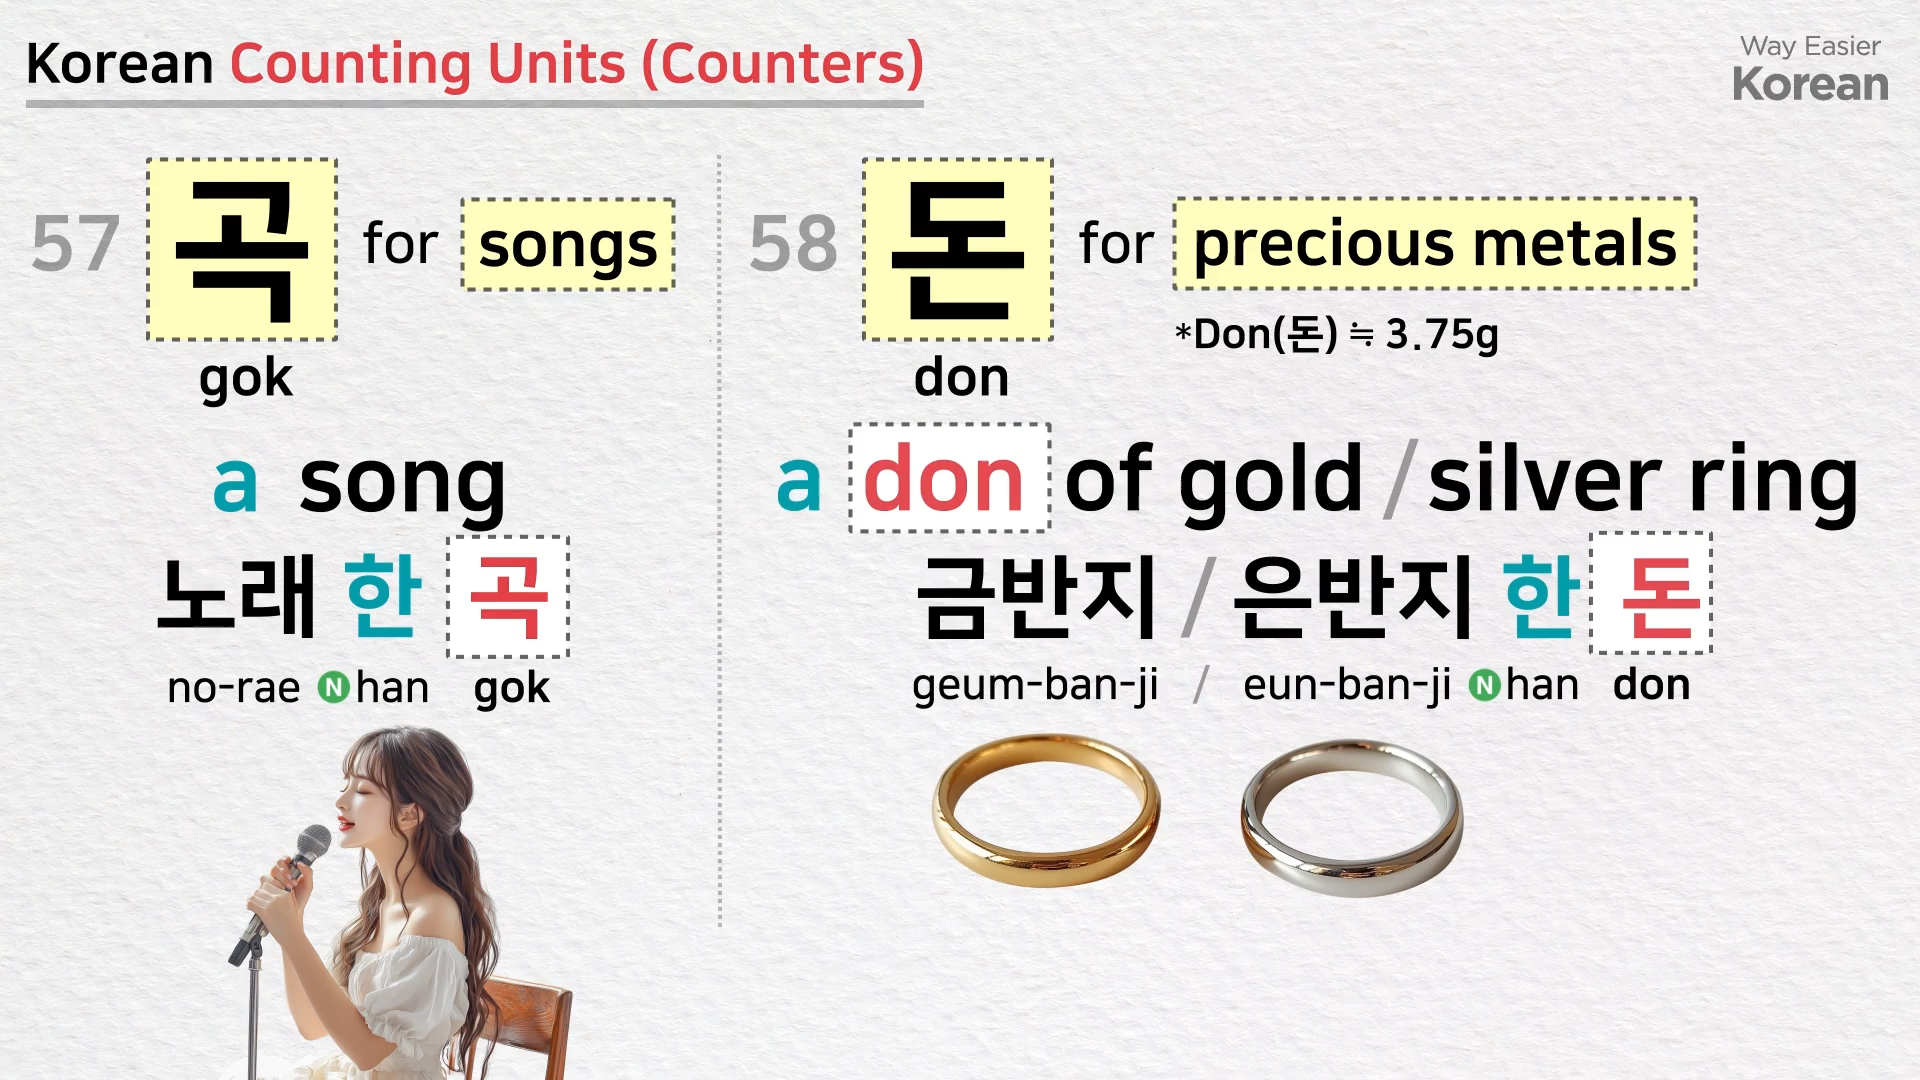 Korean Counting Units (Counters)
Way Easier
Korean
57 곡 for songs
gok
a song
노래 한 곡
no-rae N han gok
58 돈 for precious metals
*Don(돈) ≒ 3.75g
don
a don of gold / silver ring
금반지 / 은반지 한 돈
geum-ban-ji / eun-ban-ji N han don